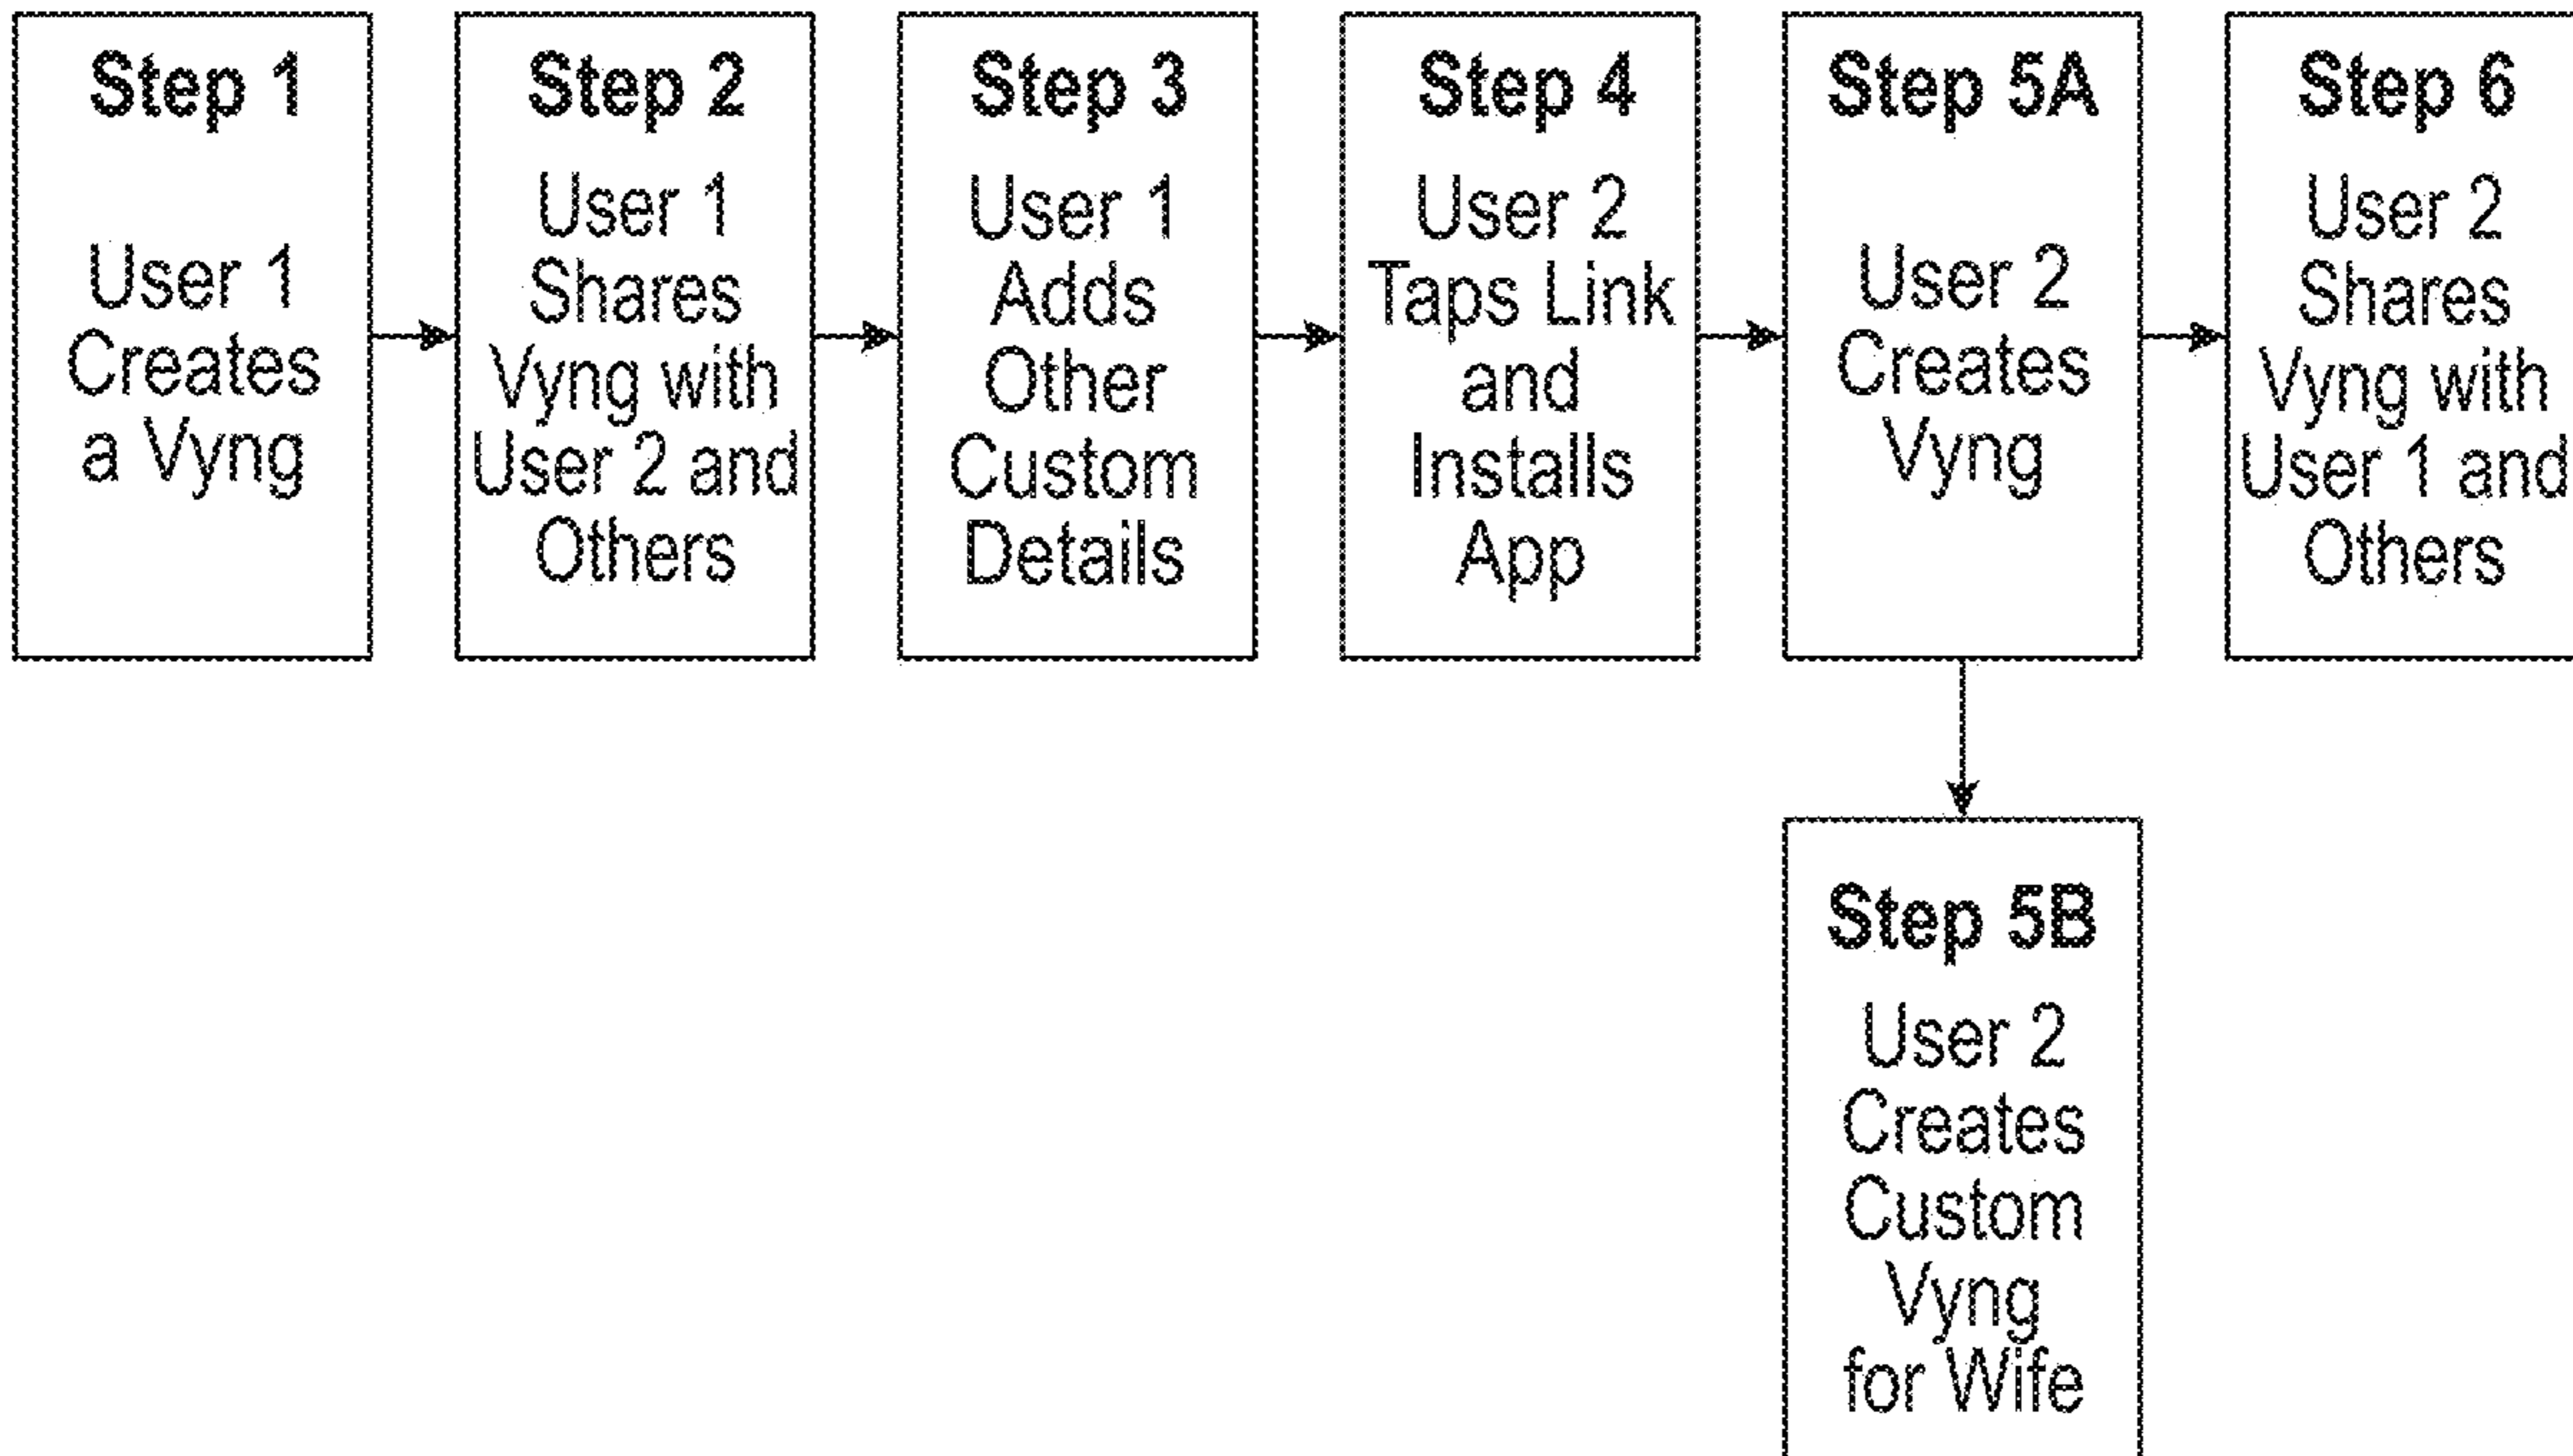 Step 1
User 1
Creates
a Vyng
Step 2
User 1
Shares
Vyng with
User 2 and
Others
Step 3
User 1
Adds
Other
Custom
Details
Step 4
User 2
Taps Link
and
Installs
App
Step 5A
User 2
Creates
Vyng
Step 6
User 2
Shares
Vyng with
User 1 and
Others
Step 5B
User 2
Creates
Custom
Vyng
for Wife